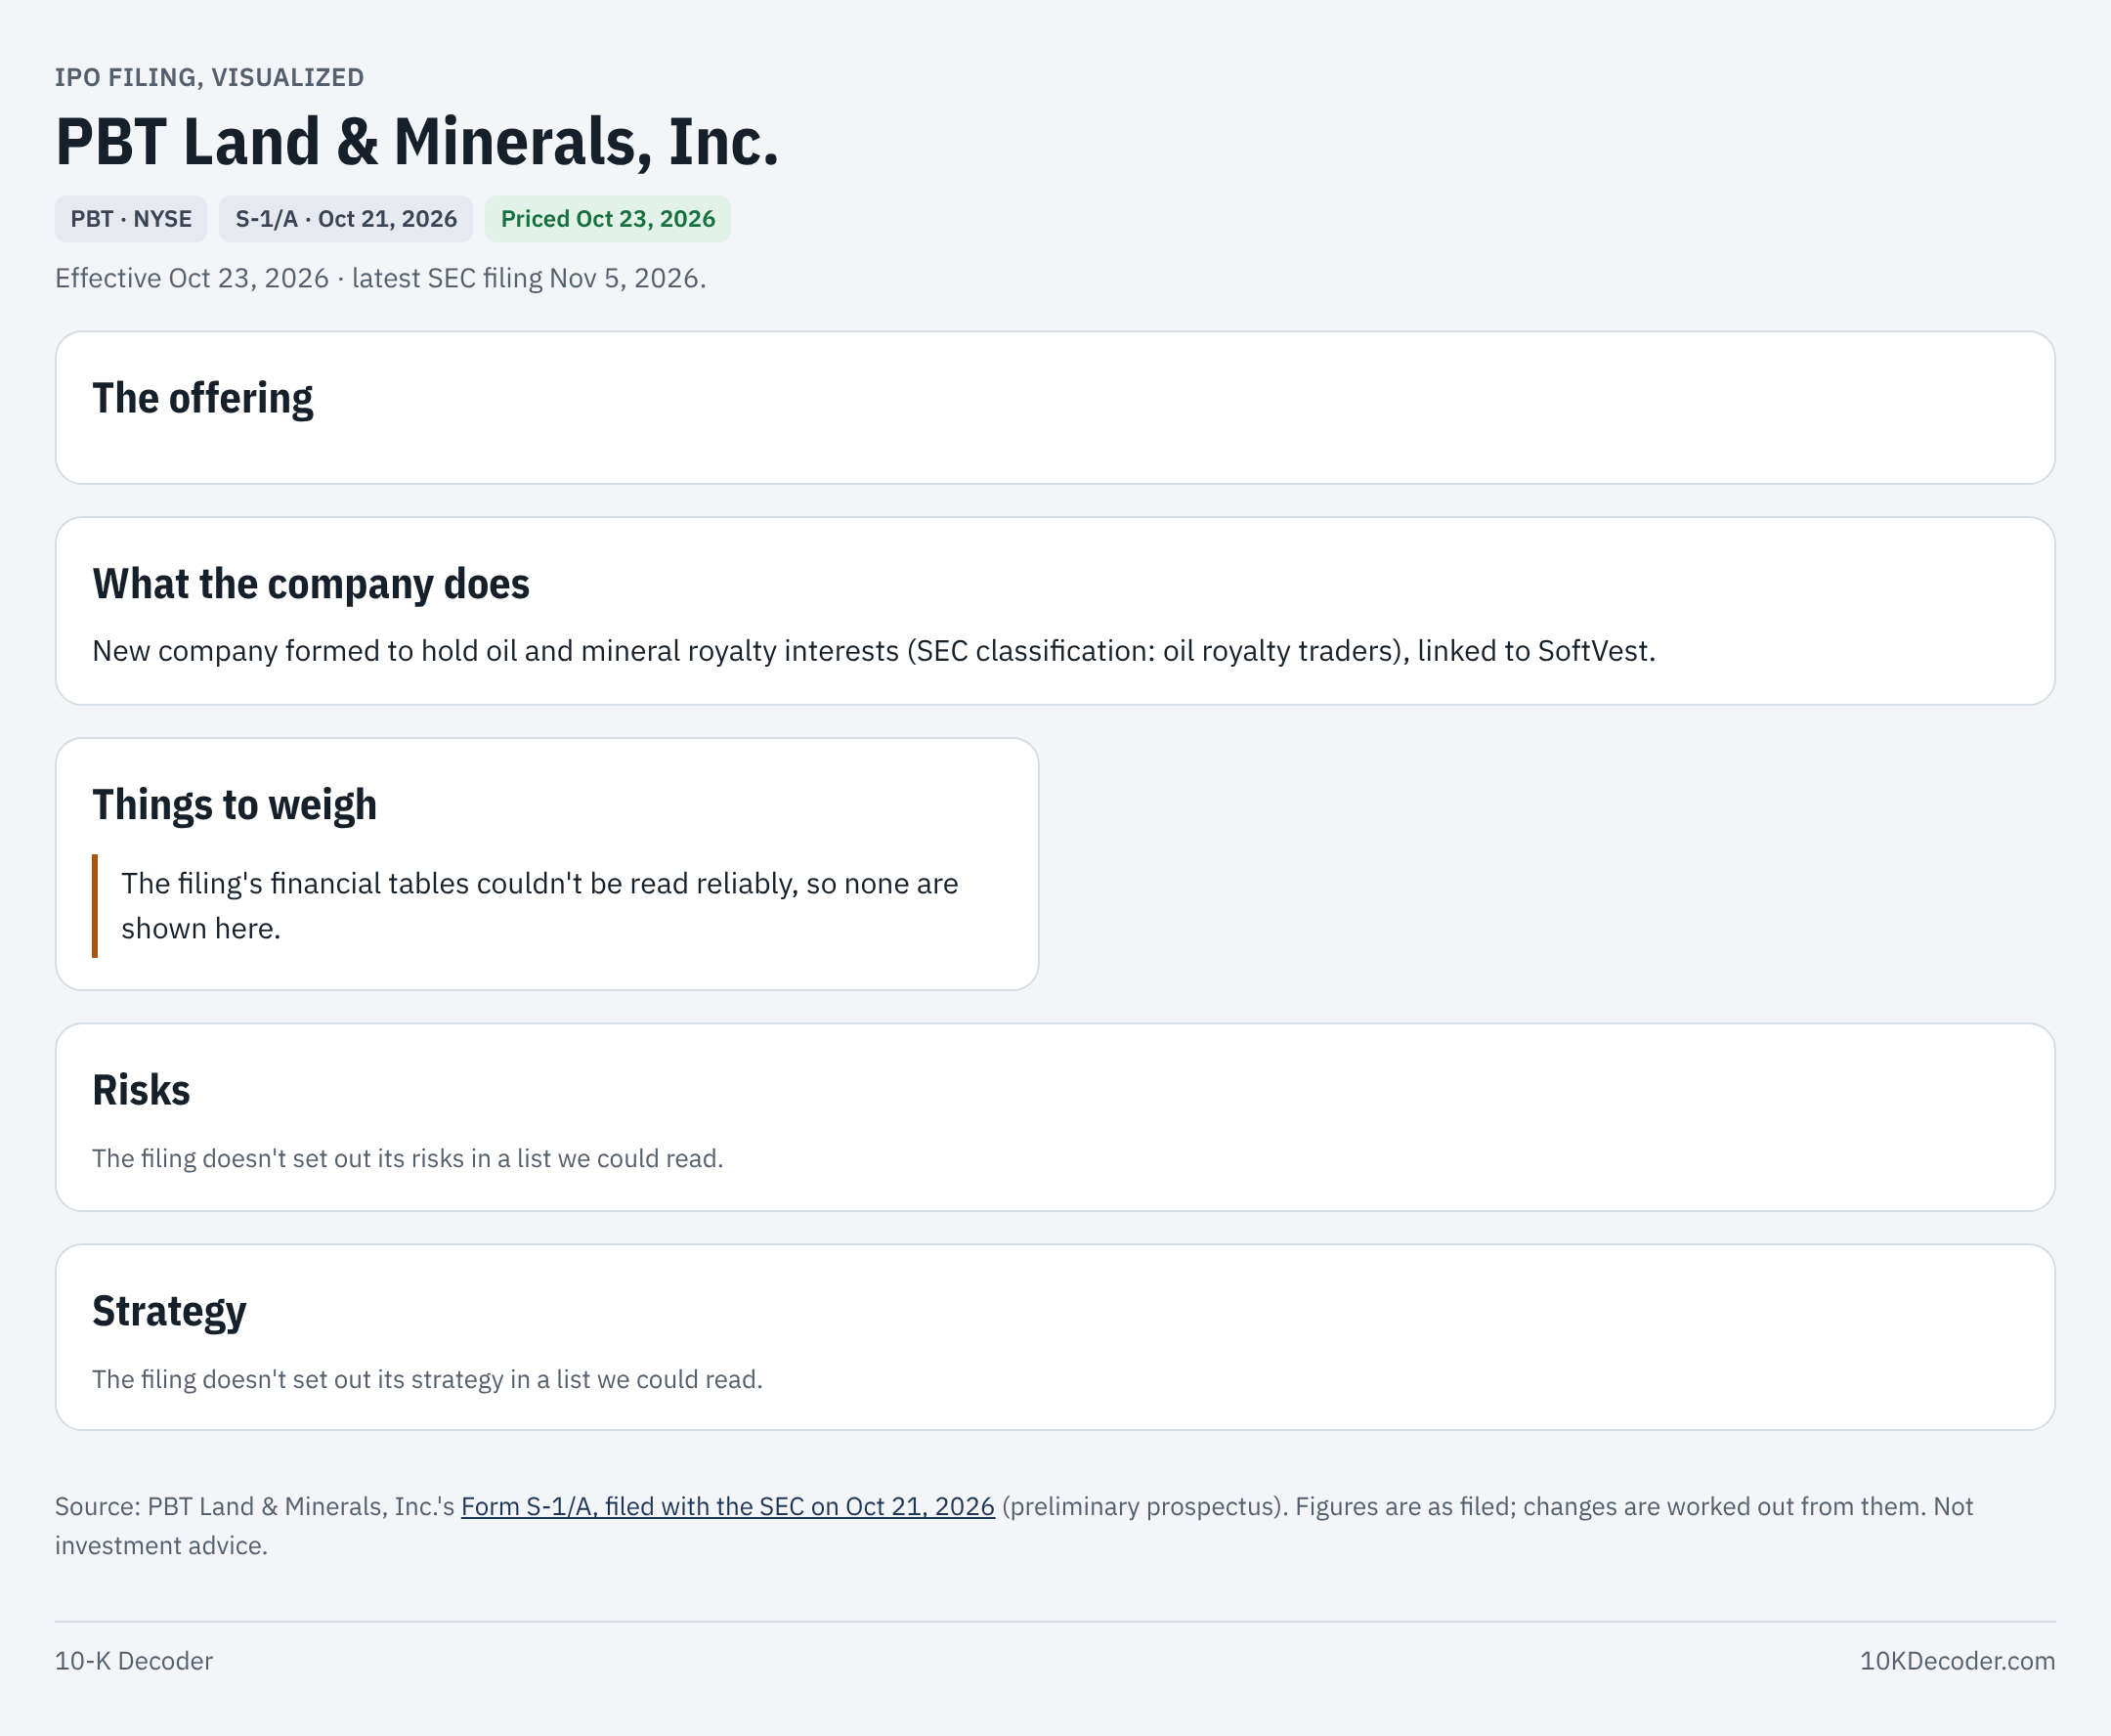 IPO FILING, VISUALIZED
PBT Land & Minerals, Inc.
PBT · NYSE
S-1/A · Oct 21, 2026
Priced Oct 23, 2026
Effective Oct 23, 2026 · latest SEC filing Nov 5, 2026.
The offering
What the company does
New company formed to hold oil and mineral royalty interests (SEC classification: oil royalty traders), linked to SoftVest.
Things to weigh
The filing's financial tables couldn't be read reliably, so none are
shown here.
Risks
The filing doesn't set out its risks in a list we could read.
Strategy
The filing doesn't set out its strategy in a list we could read.
Source: PBT Land & Minerals, Inc.'s Form S-1/A, filed with the SEC on Oct 21, 2026 (preliminary prospectus). Figures are as filed; changes are worked out from them. Not
investment advice.
10-K Decoder
10KDecoder.com